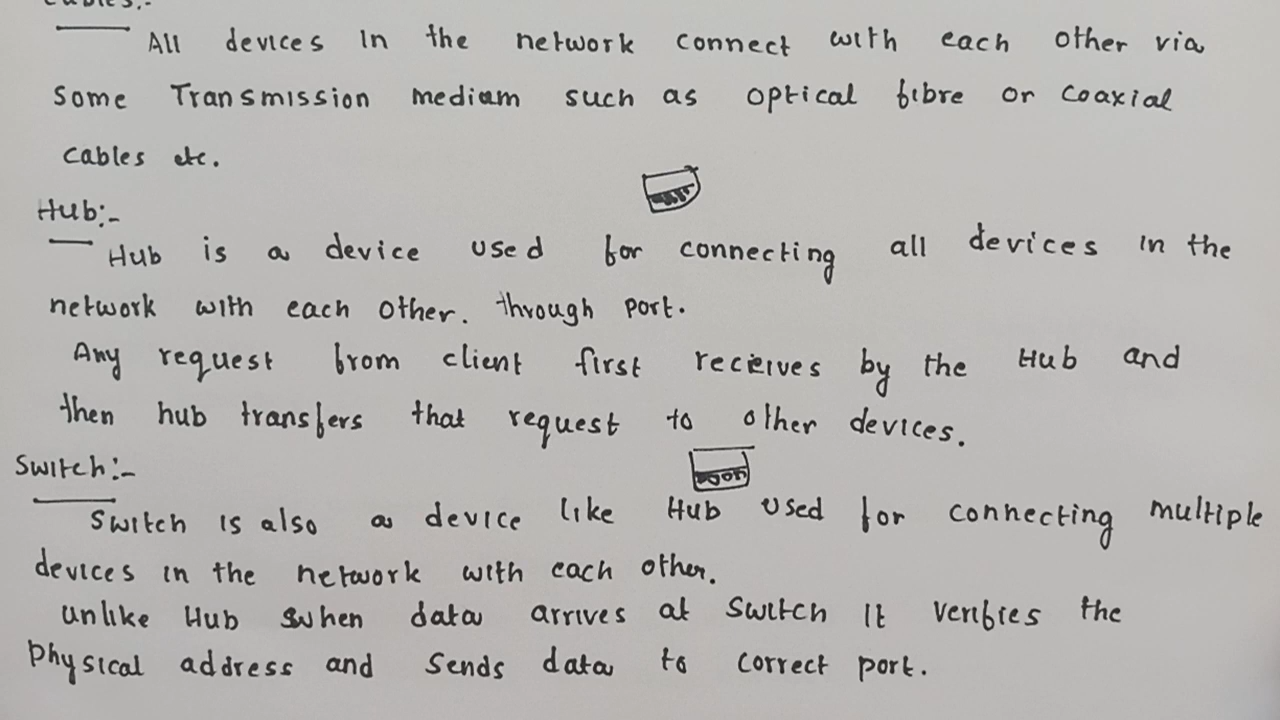 Cables:-
All devices in the network connect with each other via
some Transmission medium such as optical fibre or coaxial
cables etc.
Hub:-
Hub is a device used for connecting all devices in the
network with each other. through port.
Any request from client first receives by the Hub and
then hub transfers that request to other devices.
Switch:-
Switch is also a device like Hub used for connecting multiple
devices in the network with each other.
unlike Hub when data arrives at switch it verifies the
physical address and sends data to correct port.